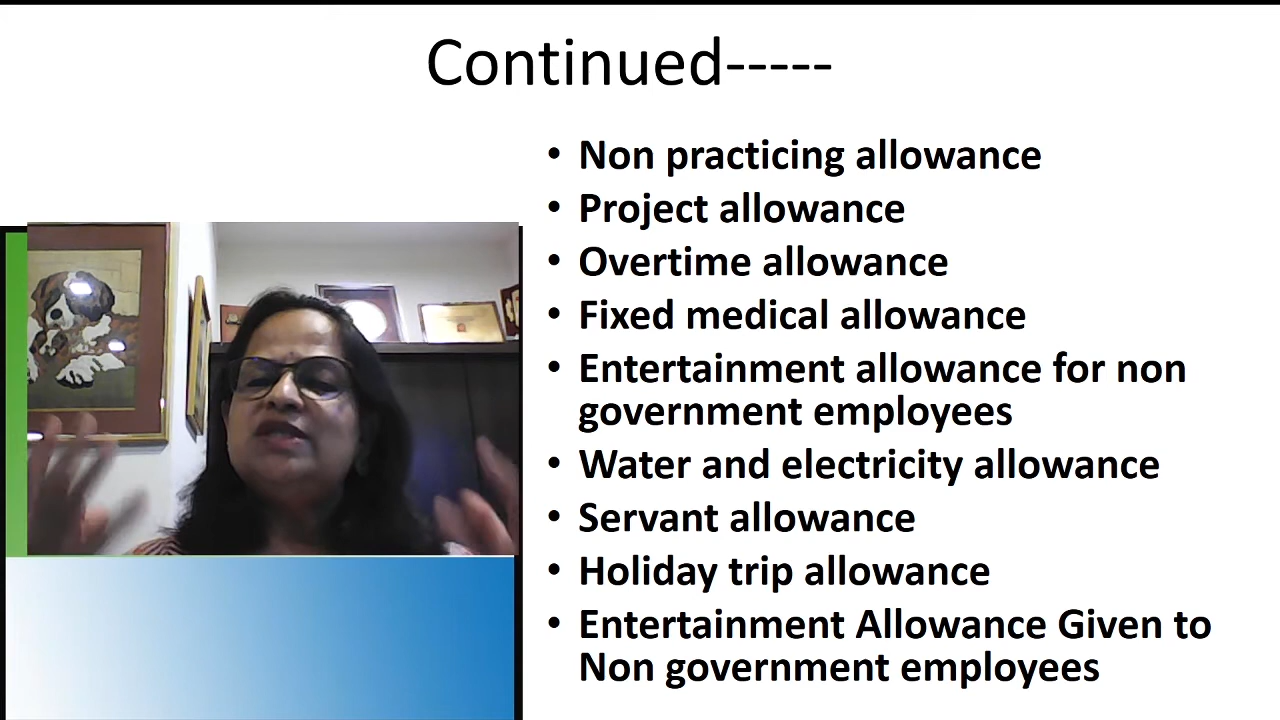 Continued-----
• Non practicing allowance
• Project allowance
• Overtime allowance
• Fixed medical allowance
• Entertainment allowance for non
government employees
• Water and electricity allowance
• Servant allowance
• Holiday trip allowance
• Entertainment Allowance Given to
Non government employees